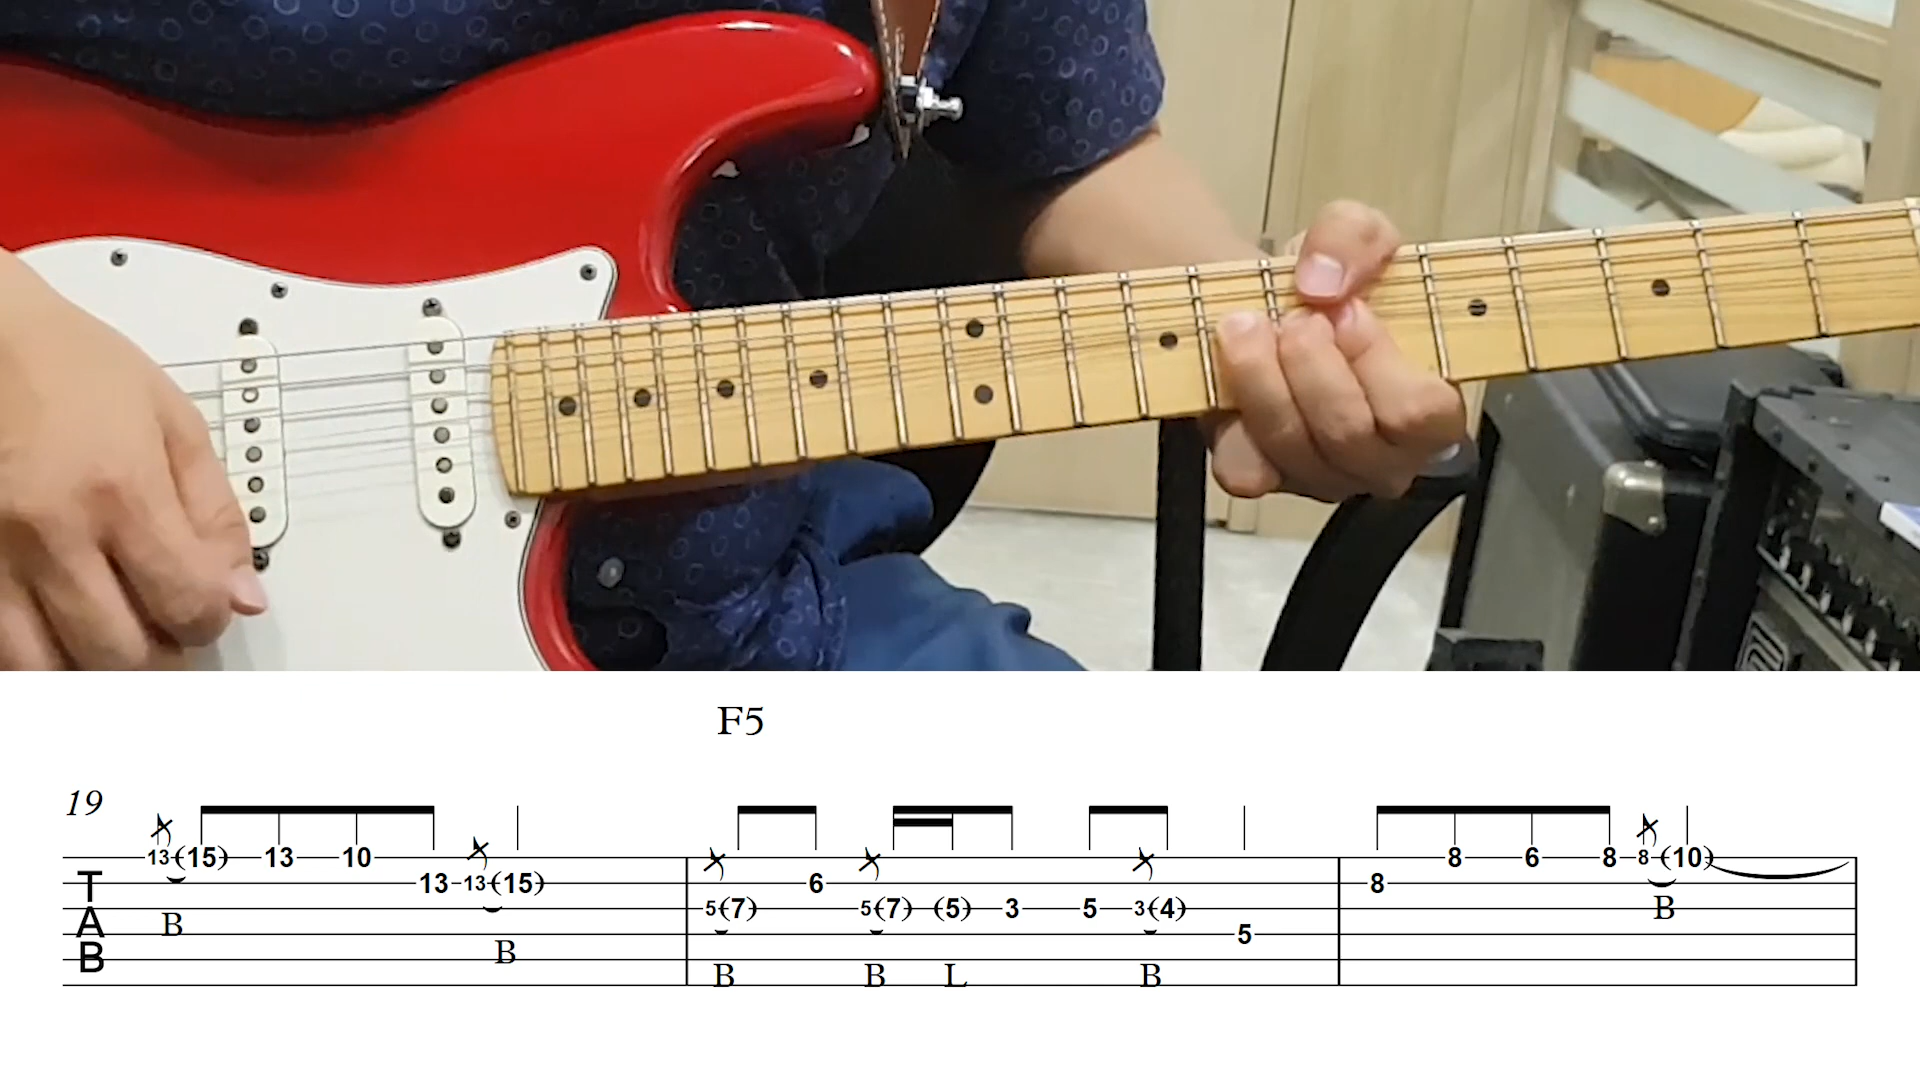 F5
19
13 (15) 13 10 8 6 8 8 (10)
T 13 13 (15) 6 8
A B 5 (7) 5 (7) (5) 3 5 3 (4) B
B 5
B B B L B